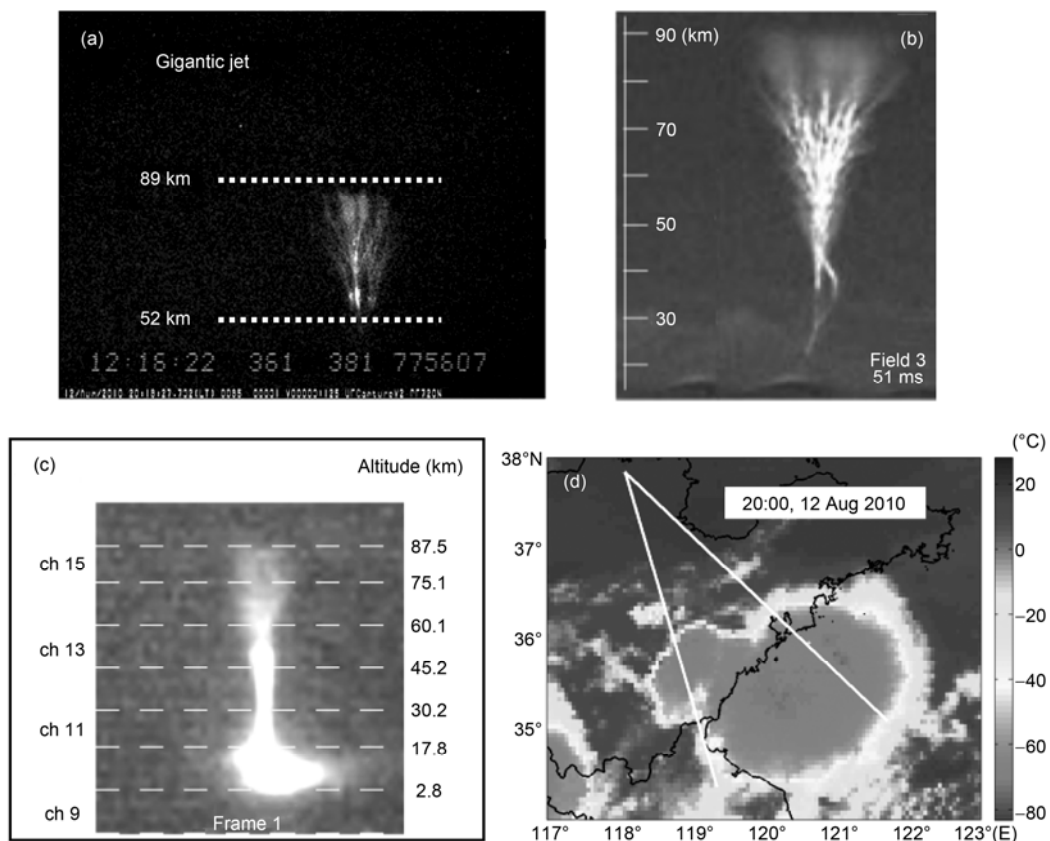 (a)
Gigantic jet
89 km
52 km
12:16:22 361 381 775607
90 (km)
(b)
70
50
30
Field 3
51 ms
(c)
Altitude (km)
87.5
ch 15
75.1
60.1
ch 13
45.2
30.2
ch 11
17.8
2.8
ch 9
Frame 1
(°C)
38°N
(d)
20:00, 12 Aug 2010
20
37°
0
-20
36°
-40
35°
-60
-80
117° 118° 119° 120° 121° 122° 123°(E)